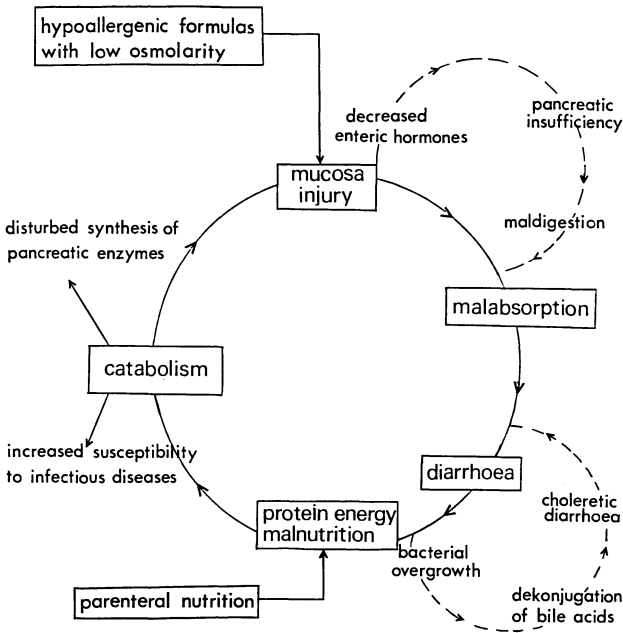 hypoallergenic formulas
with low osmolarity
decreased
enteric hormones
pancreatic
insufficiency
mucosa
injury
maldigestion
disturbed synthesis of
pancreatic enzymes
malabsorption
catabolism
increased susceptibility
to infectious diseases
diarrhoea
choleretic
diarrhoea
protein energy
malnutrition
bacterial
overgrowth
dekonjugation
of bile acids
parenteral nutrition